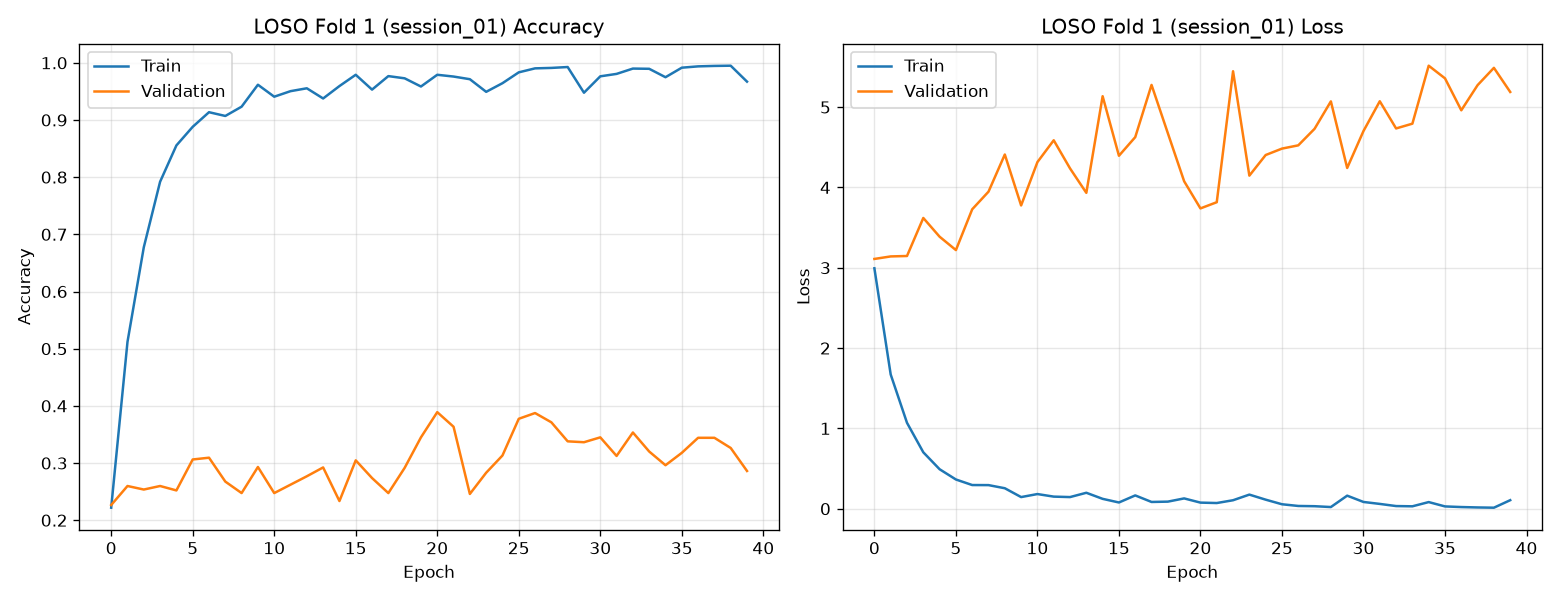 LOSO Fold 1 (session_01) Accuracy
Train
Validation
1.0
0.9
0.8
0.7
0.6
0.5
0.4
0.3
0.2
Accuracy
0 5 10 15 20 25 30 35 40
Epoch
LOSO Fold 1 (session_01) Loss
Train
Validation
5
4
3
2
1
0
Loss
0 5 10 15 20 25 30 35 40
Epoch